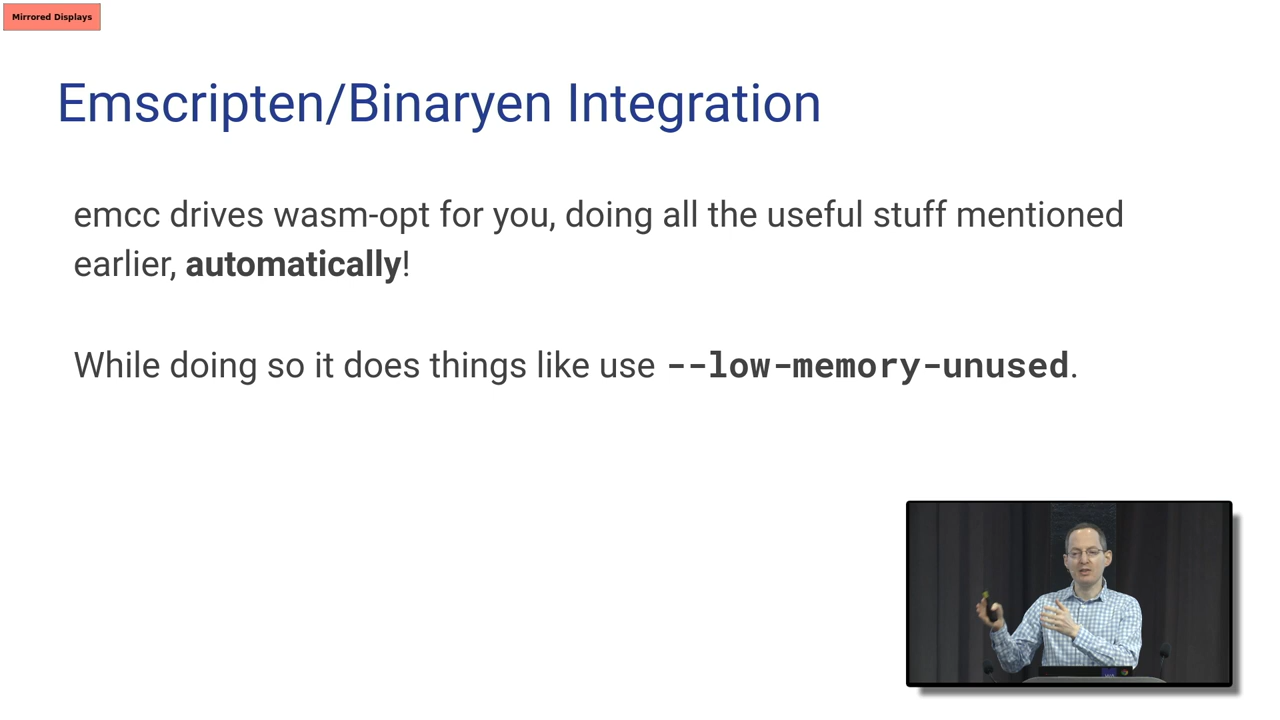 Mirrored Displays
Emscripten/Binaryen Integration
emcc drives wasm-opt for you, doing all the useful stuff mentioned
earlier, automatically!
While doing so it does things like use --low-memory-unused.